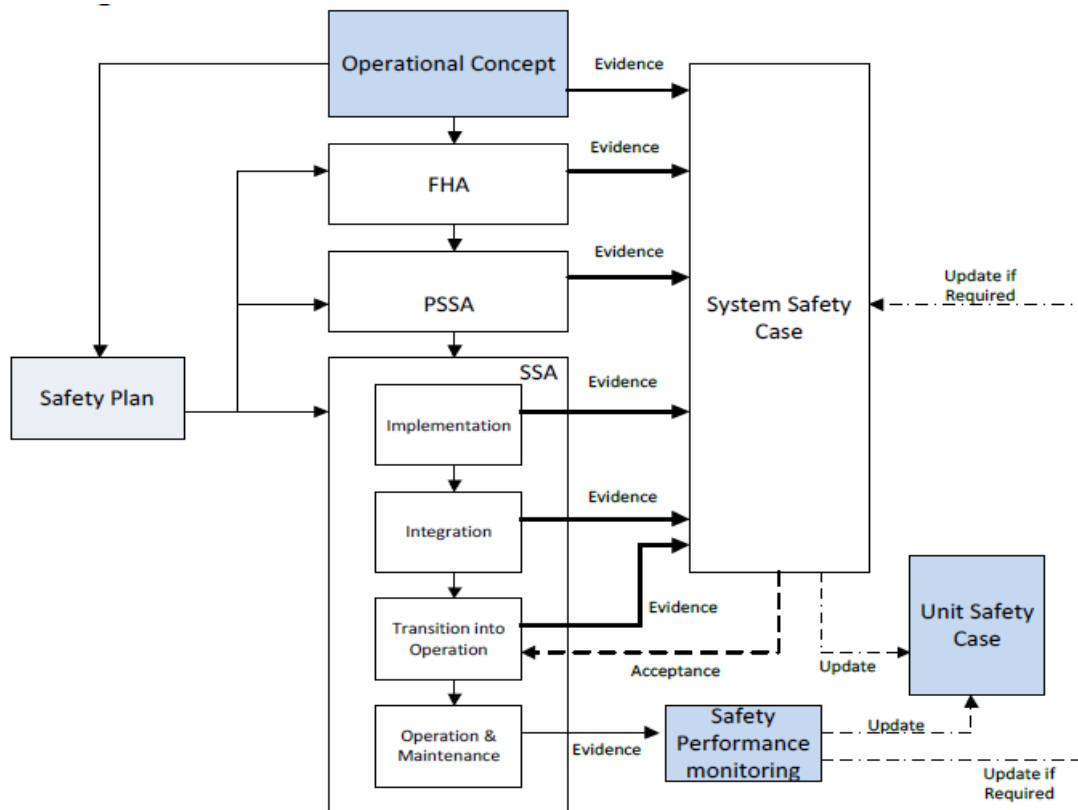 Operational Concept
Evidence
Evidence
FHA
Evidence
PSSA
Update if
Required
System Safety
Case
SSA
Safety Plan
Evidence
Implementation
Evidence
Integration
Evidence
Transition into
Operation
Unit Safety
Case
Acceptance
Update
Safety
Performance
monitoring
Update
Operation &
Maintenance
Evidence
Update if
Required